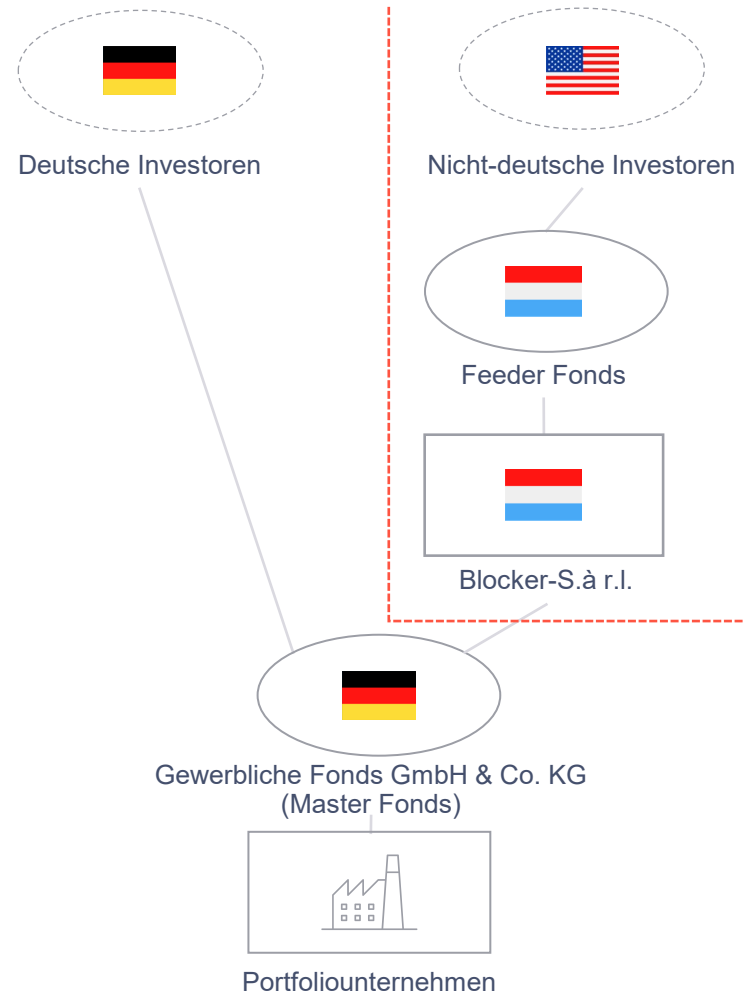 Deutsche Investoren
Nicht-deutsche Investoren
Feeder Fonds
Blocker-S.à r.l.
Gewerbliche Fonds GmbH & Co. KG
(Master Fonds)
Portfoliounternehmen